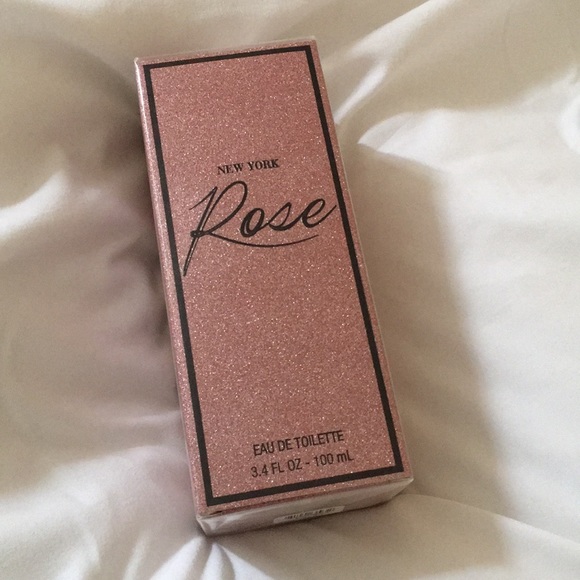 NEW YORK
Rose
EAU DE TOILETTE
3.4 FL OZ - 100 mL